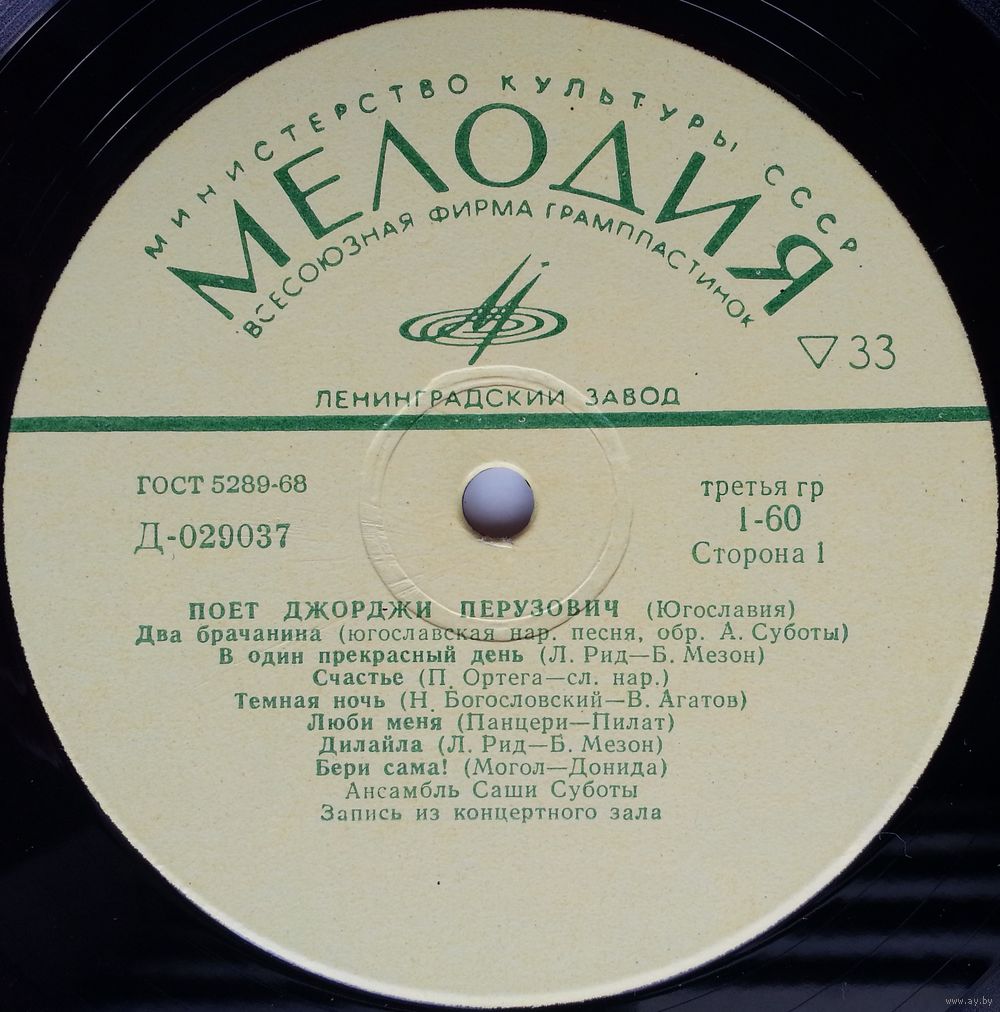 МИНИСТЕРСТВО КУЛЬТУРЫ СССР
МЕЛОДИЯ
ВСЕСОЮЗНАЯ ФИРМА ГРАМПЛАСТИНОК
33
ЛЕНИНГРАДСКИЙ ЗАВОД
ГОСТ 5289-68
Д-029037
третья гр
1-60
Сторона 1
ПОЕТ ДЖОРДЖИ ПЕРУЗОВИЧ (Югославия)
Два брачанина (югославская нар. песня, обр. А. Суботы)
В один прекрасный день (Л. Рид—Б. Мезон)
Счастье (П. Ортега—сл. нар.)
Темная ночь (Н. Богословский—В. Агатов)
Люби меня (Панцери—Пилат)
Дилайла (Л. Рид—Б. Мезон)
Бери сама! (Могол—Донида)
Ансамбль Саши Суботы
Запись из концертного зала
www.ay.by